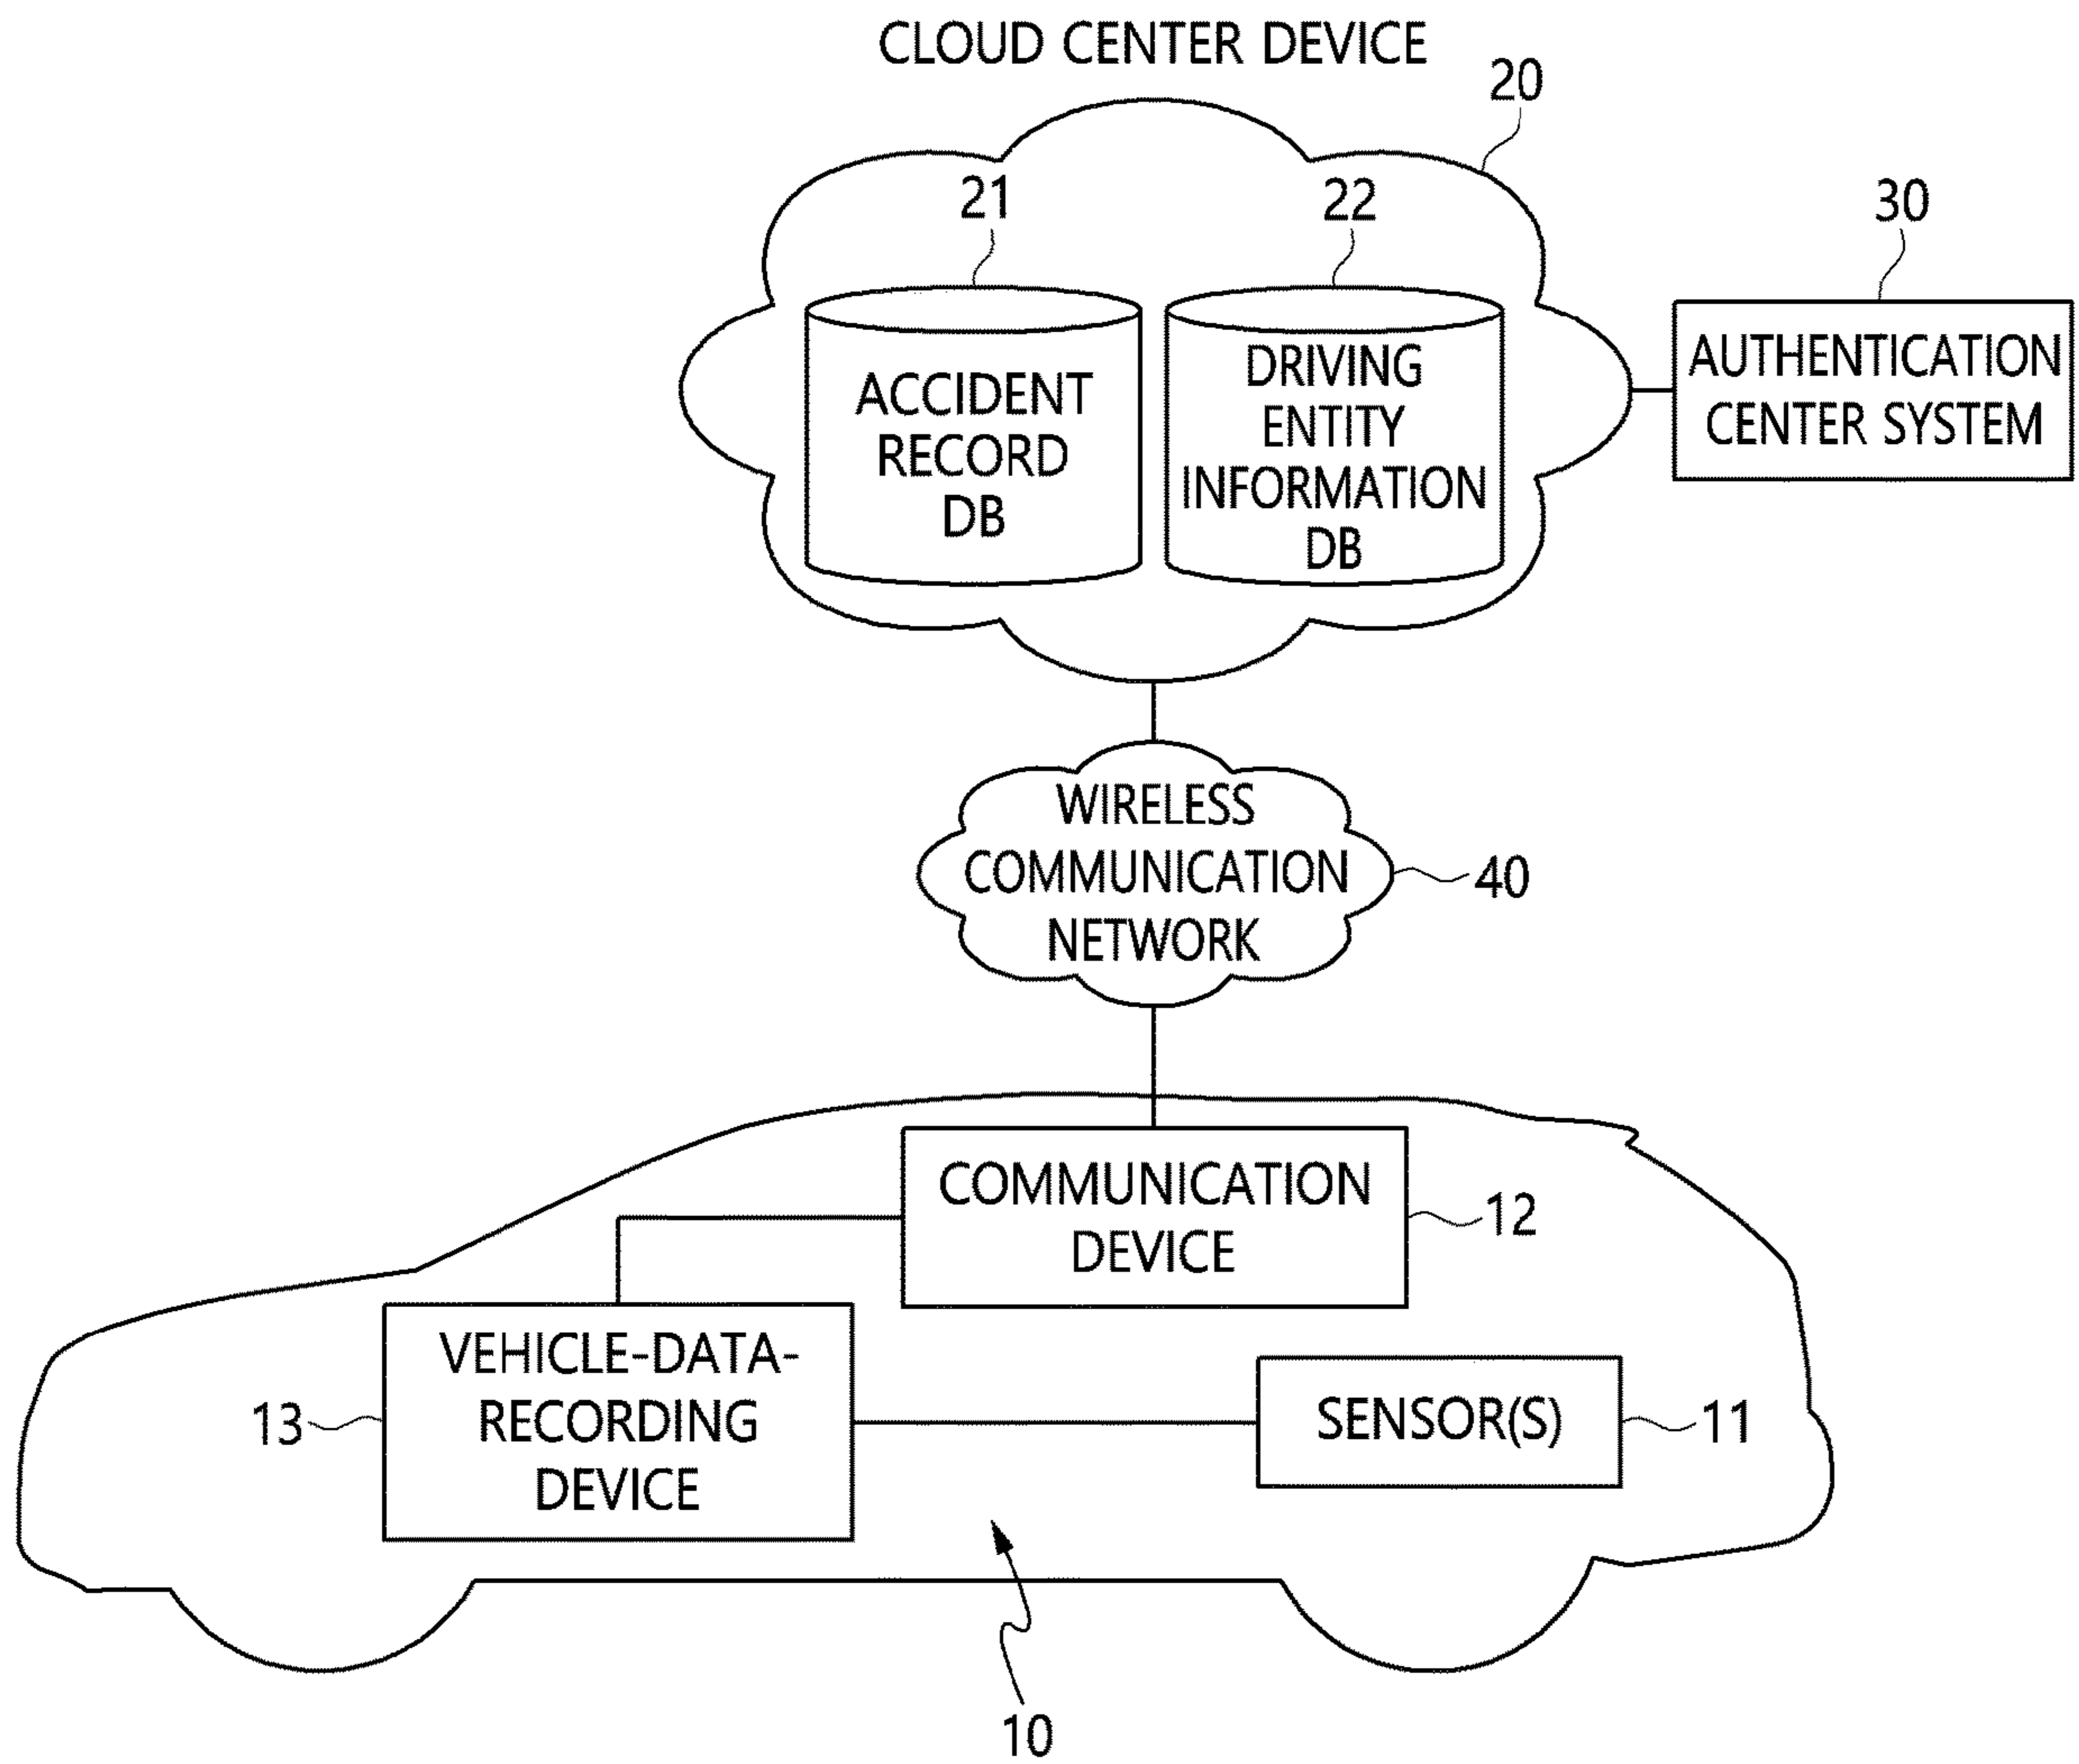 CLOUD CENTER DEVICE
20
21
22
30
ACCIDENT
RECORD
DB
DRIVING
ENTITY
INFORMATION
DB
AUTHENTICATION
CENTER SYSTEM
WIRELESS
COMMUNICATION
NETWORK
40
COMMUNICATION
DEVICE
12
VEHICLE-DATA-
RECORDING
DEVICE
13
SENSOR(S)
11
10